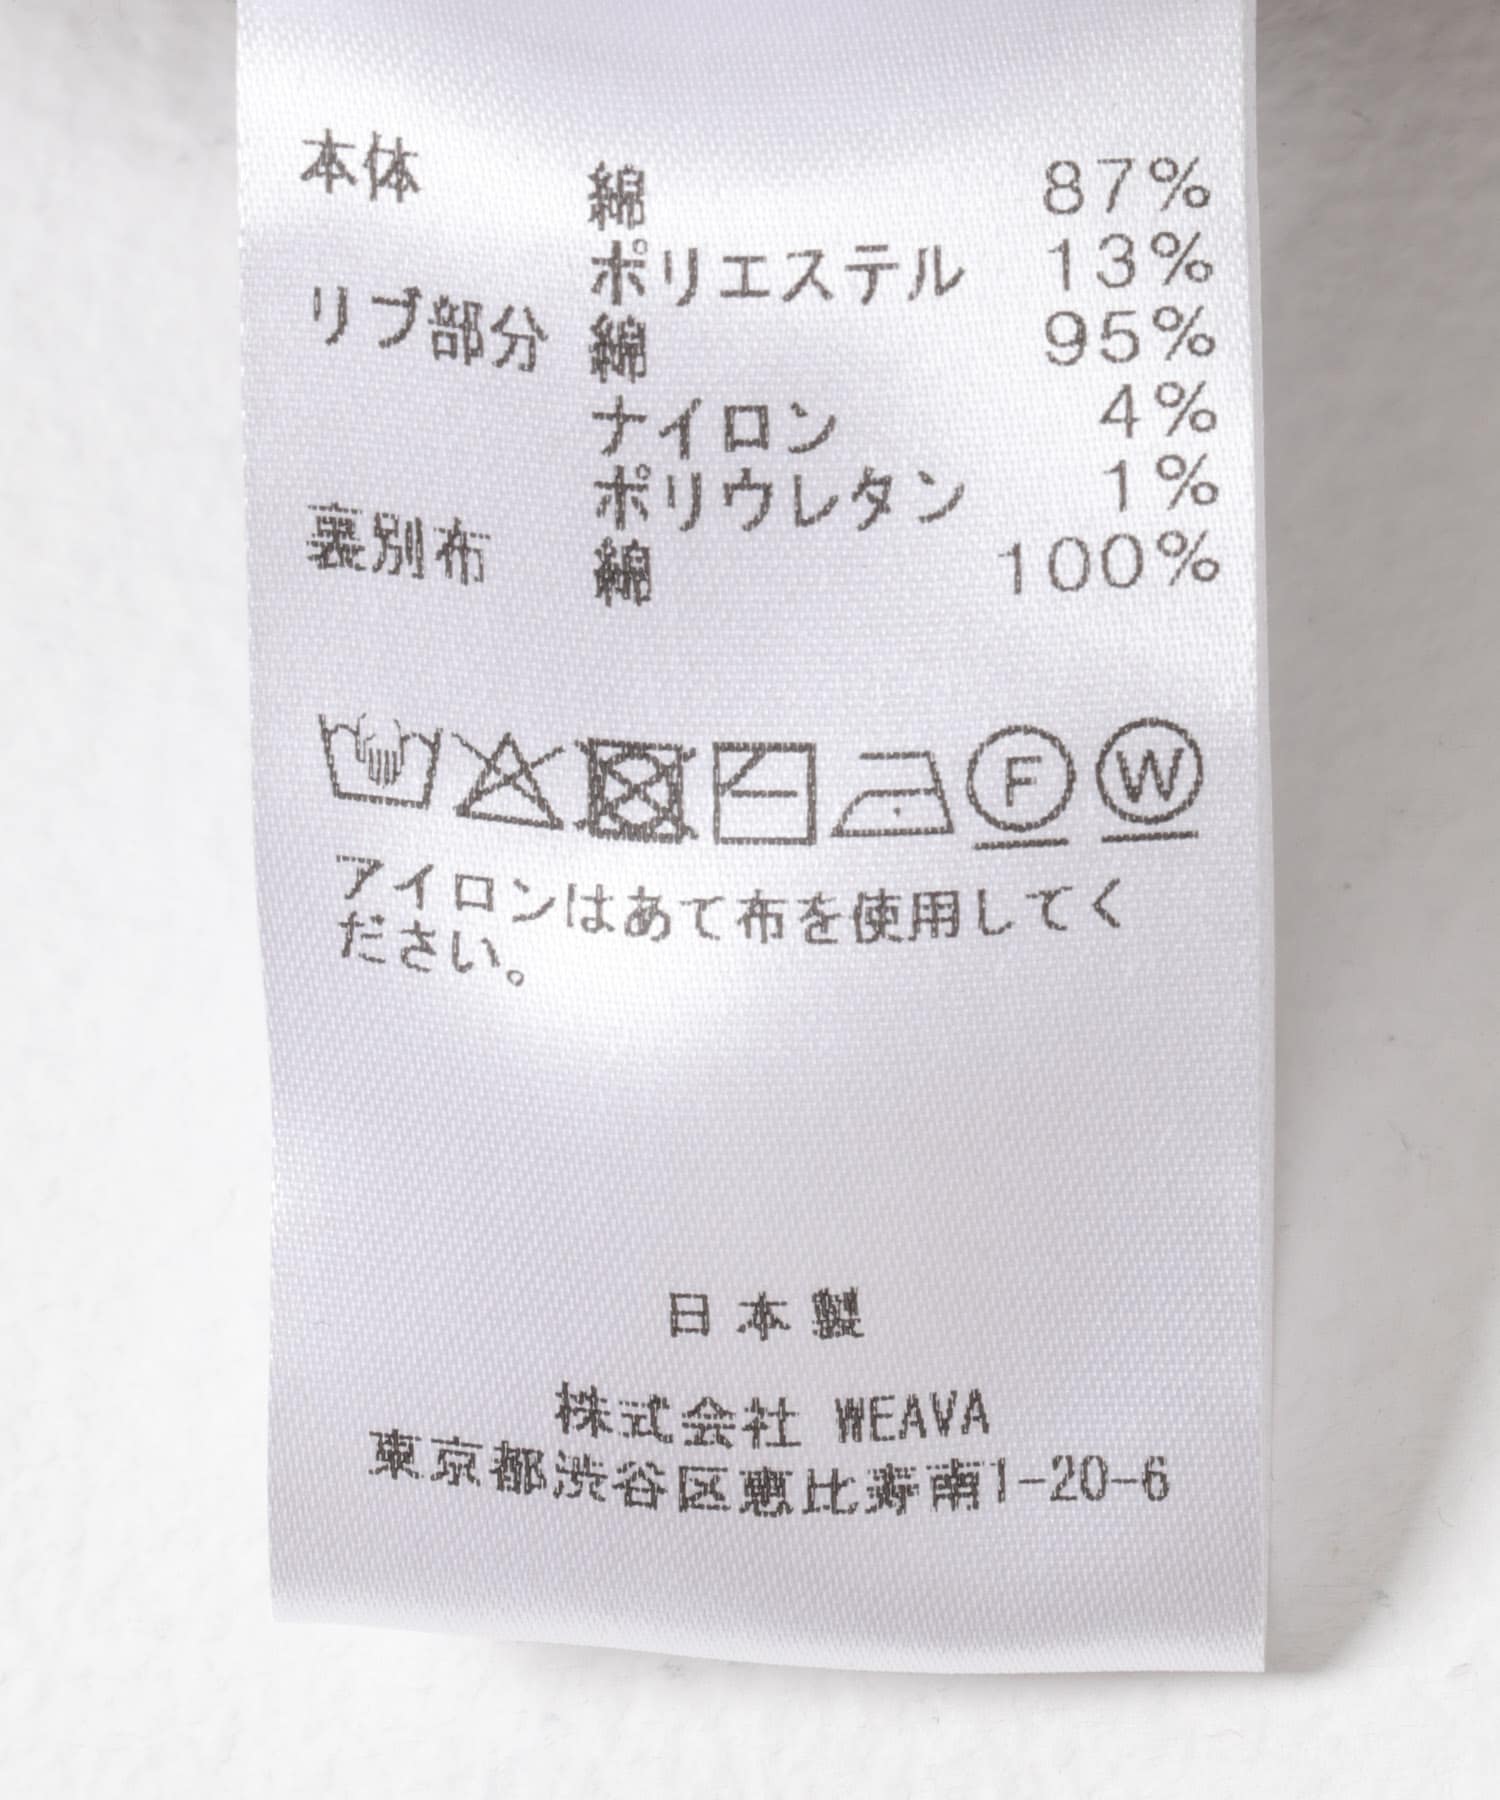 本体 綿 87%
ポリエステル 13%
リブ部分 綿 95%
ナイロン 4%
ポリウレタン 1%
裏別布 綿 100%
F W
アイロンはあて布を使用してく
ださい。
日本製
株式会社 WEAVA
東京都渋谷区恵比寿南1-20-6